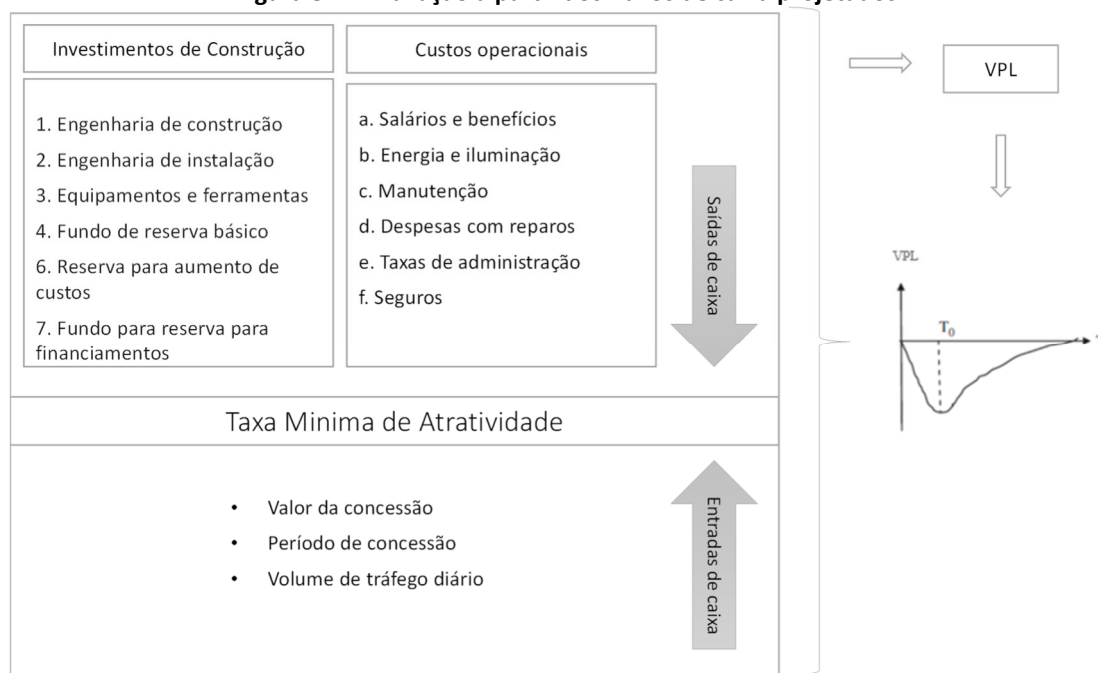 Investimentos de Construção
Custos operacionais
VPL
1. Engenharia de construção
2. Engenharia de instalação
3. Equipamentos e ferramentas
4. Fundo de reserva básico
6. Reserva para aumento de
custos
7. Fundo para reserva para
financiamentos
a. Salários e benefícios
b. Energia e iluminação
c. Manutenção
d. Despesas com reparos
e. Taxas de administração
f. Seguros
Saídas de caixa
VPL
T0
Taxa Minima de Atratividade
• Valor da concessão
• Período de concessão
• Volume de tráfego diário
Entradas de caixa